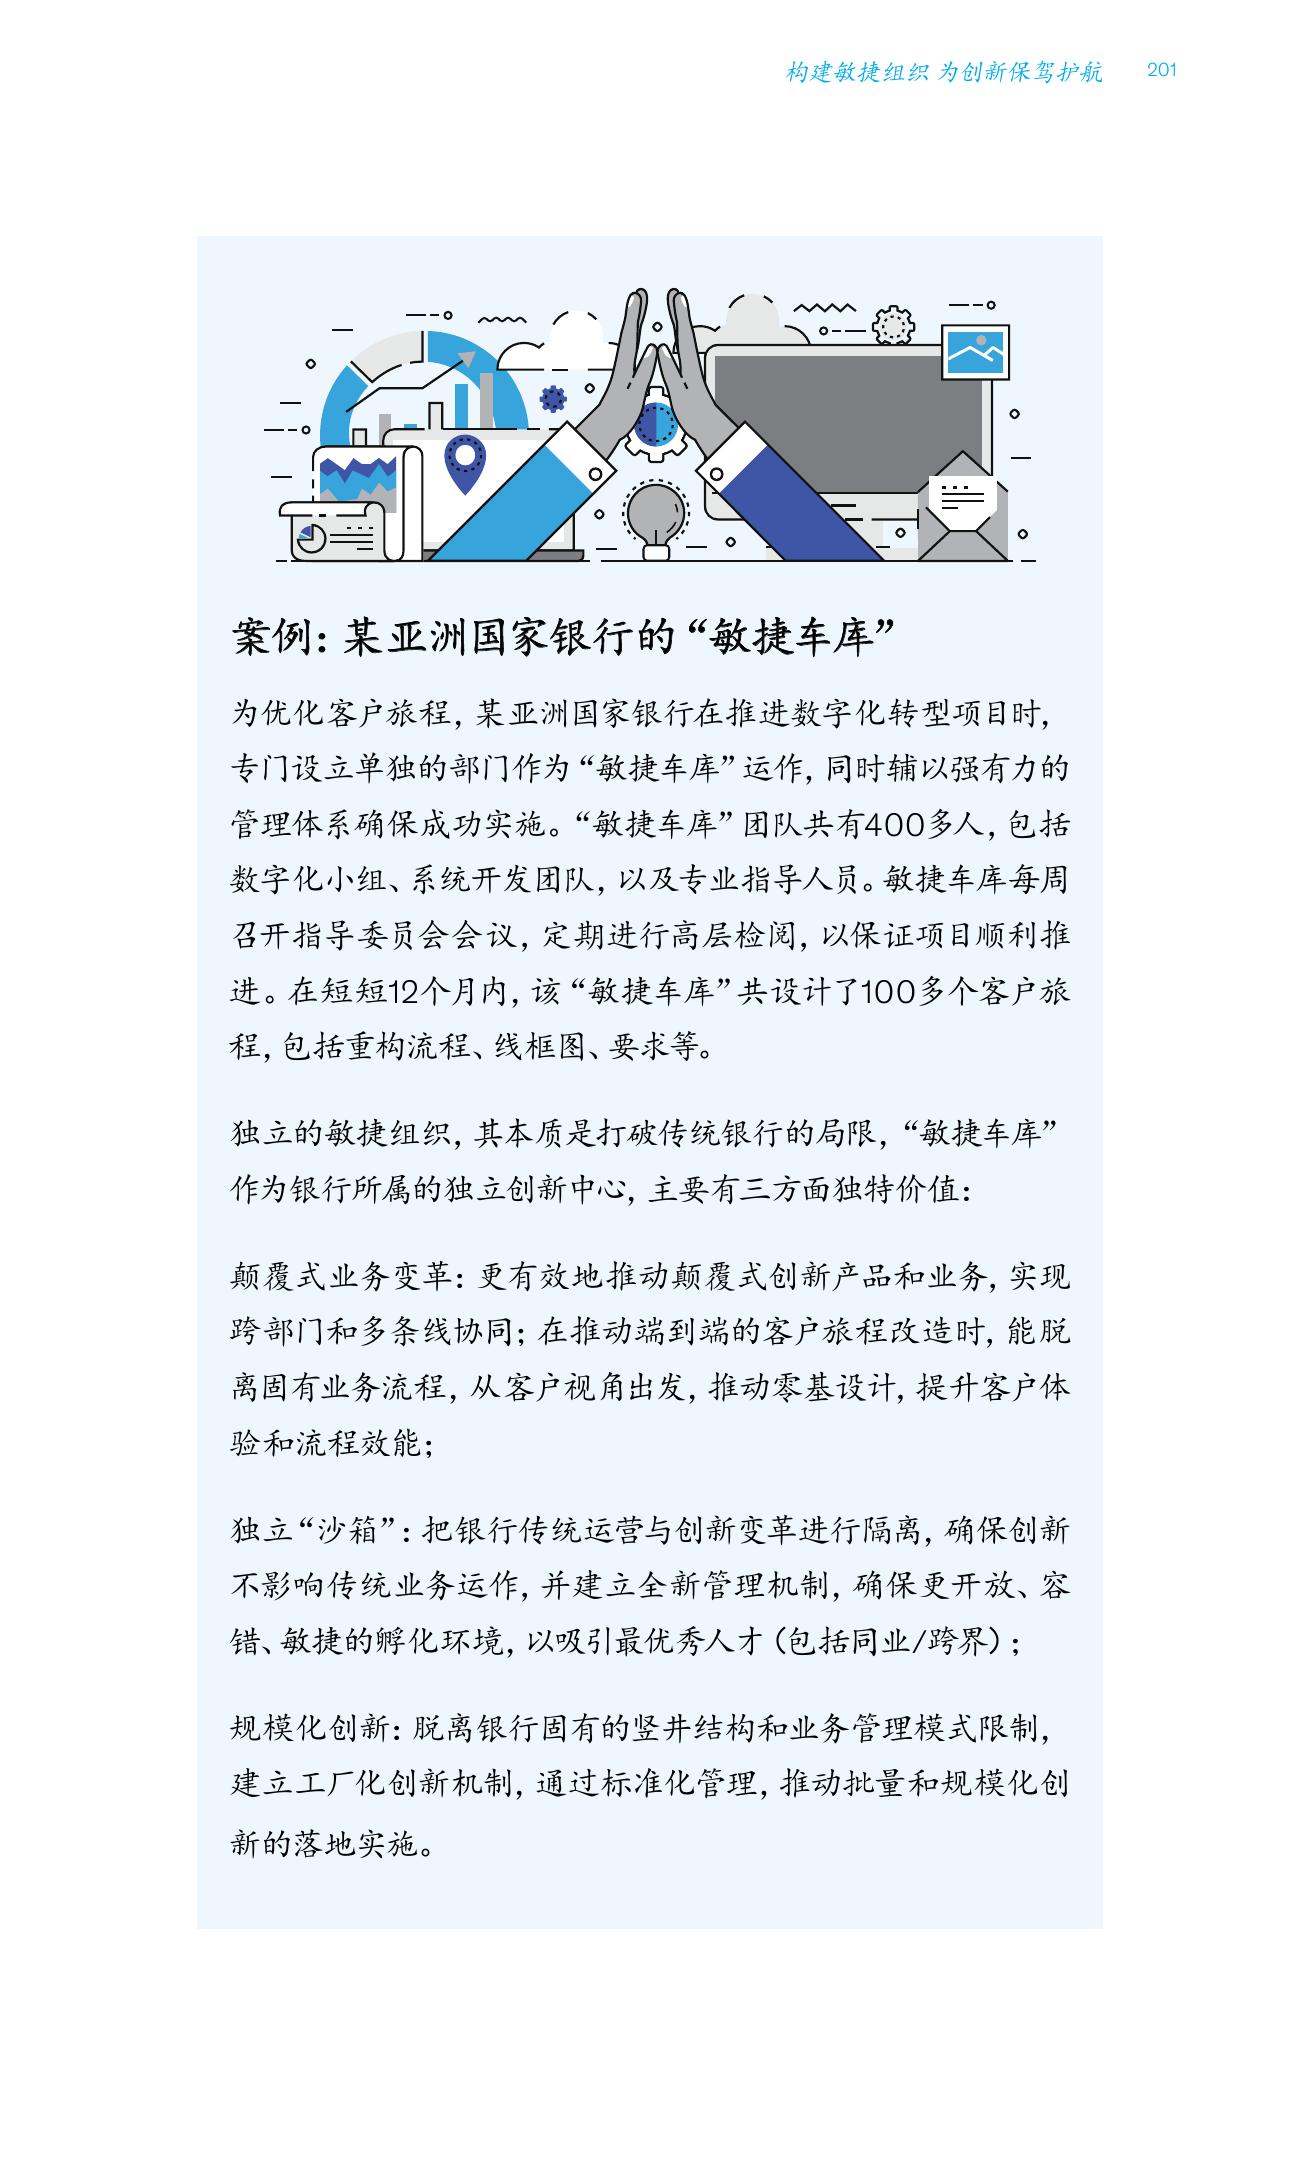 构建敏捷组织 为创新保驾护航 201
案例：某亚洲国家银行的“敏捷车库”
为优化客户旅程，某亚洲国家银行在推进数字化转型项目时，
专门设立单独的部门作为“敏捷车库”运作，同时辅以强有力的
管理体系确保成功实施。“敏捷车库”团队共有400多人，包括
数字化小组、系统开发团队，以及专业指导人员。敏捷车库每周
召开指导委员会会议，定期进行高层检阅，以保证项目顺利推
进。在短短12个月内，该“敏捷车库”共设计了100多个客户旅
程，包括重构流程、线框图、要求等。
独立的敏捷组织，其本质是打破传统银行的局限，“敏捷车库”
作为银行所属的独立创新中心，主要有三方面独特价值：
颠覆式业务变革：更有效地推动颠覆式创新产品和业务，实现
跨部门和多条线协同；在推动端到端的客户旅程改造时，能脱
离固有业务流程，从客户视角出发，推动零基设计，提升客户体
验和流程效能；
独立“沙箱”：把银行传统运营与创新变革进行隔离，确保创新
不影响传统业务运作，并建立全新管理机制，确保更开放、容
错、敏捷的孵化环境，以吸引最优秀人才（包括同业/跨界）；
规模化创新：脱离银行固有的竖井结构和业务管理模式限制，
建立工厂化创新机制，通过标准化管理，推动批量和规模化创
新的落地实施。